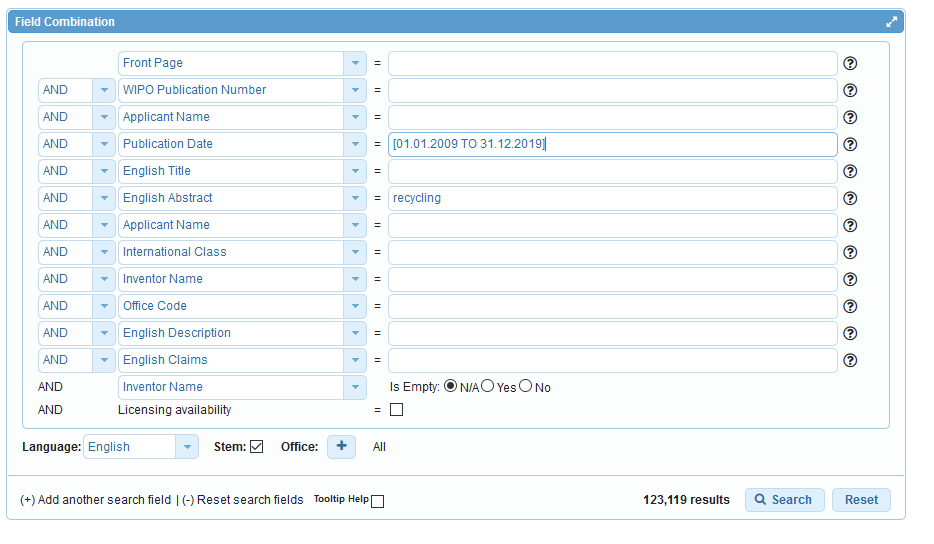 Field Combination
Front Page =
AND WIPO Publication Number =
AND Applicant Name =
AND Publication Date = [01.01.2009 TO 31.12.2019]
AND English Title =
AND English Abstract = recycling
AND Applicant Name =
AND International Class =
AND Inventor Name =
AND Office Code =
AND English Description =
AND English Claims =
AND Inventor Name Is Empty: N/A Yes No
AND Licensing availability =
Language: English Stem: Office: + All
(+) Add another search field | (-) Reset search fields Tooltip Help 123,119 results Search Reset